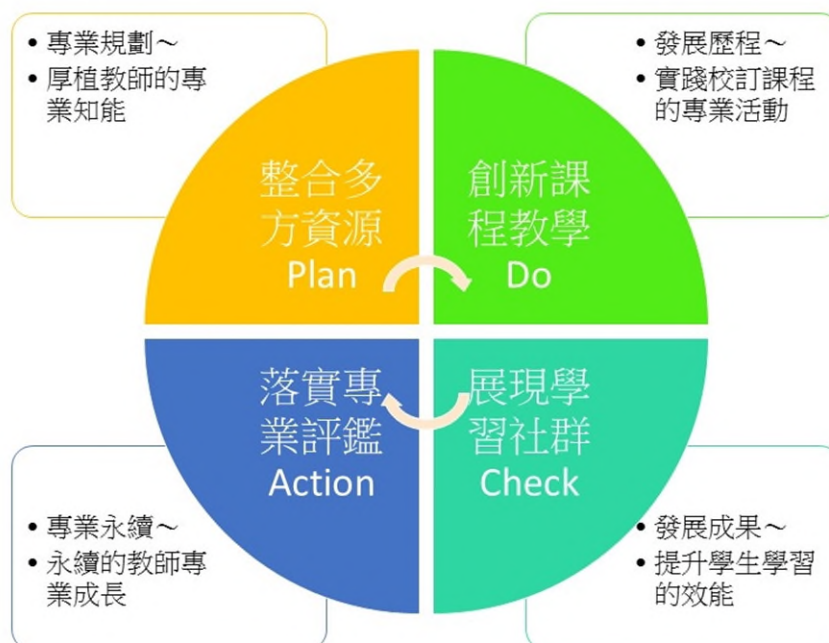 • 專業規劃～
• 厚植教師的專
業知能
• 發展歷程～
• 實踐校訂課程
的專業活動
整合多
方資源
Plan
創新課
程教學
Do
落實專
業評鑑
Action
展現學
習社群
Check
• 專業永續～
• 永續的教師專
業成長
• 發展成果～
• 提升學生學習
的效能